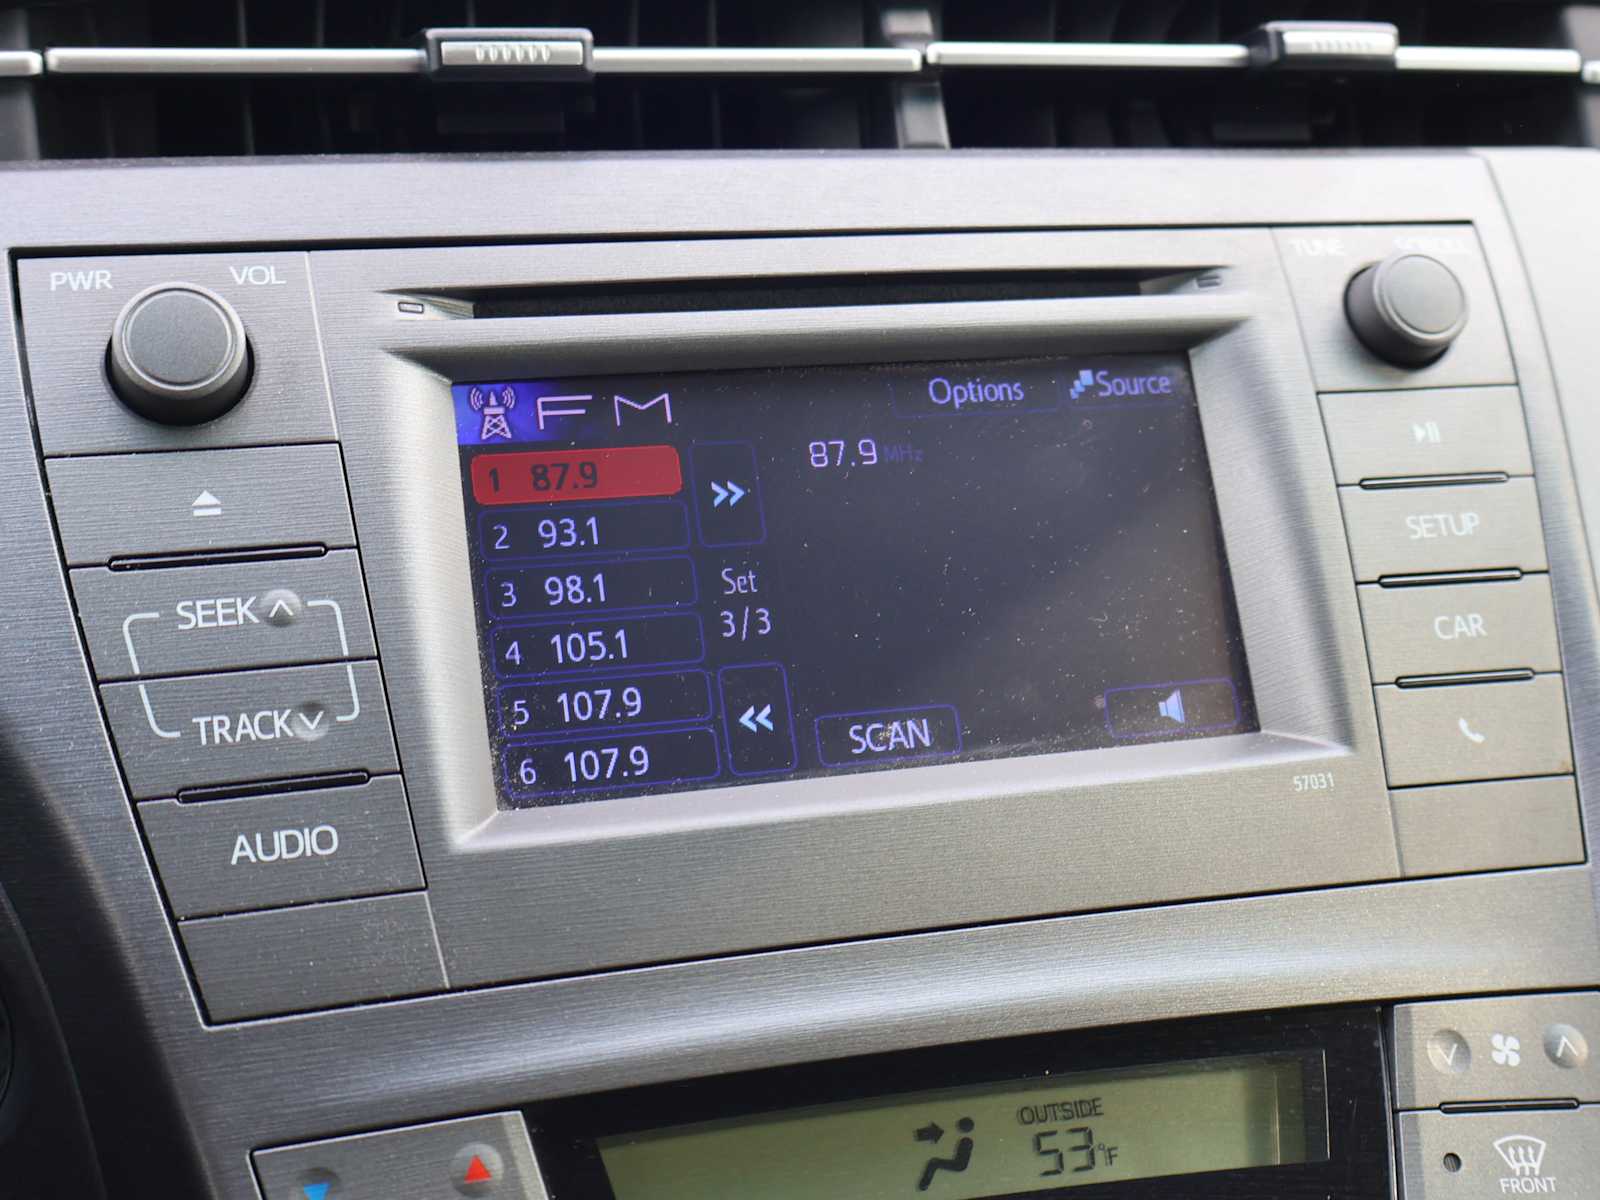 PWR VOL
TUNE SCROLL
FM
Options
Source
1 87.9
87.9 MHz
2 93.1
3 98.1
4 105.1
5 107.9
6 107.9
Set
3/3
SCAN
SEEK
TRACK
AUDIO
SETUP
CAR
57031
OUTSIDE
53°F
FRONT